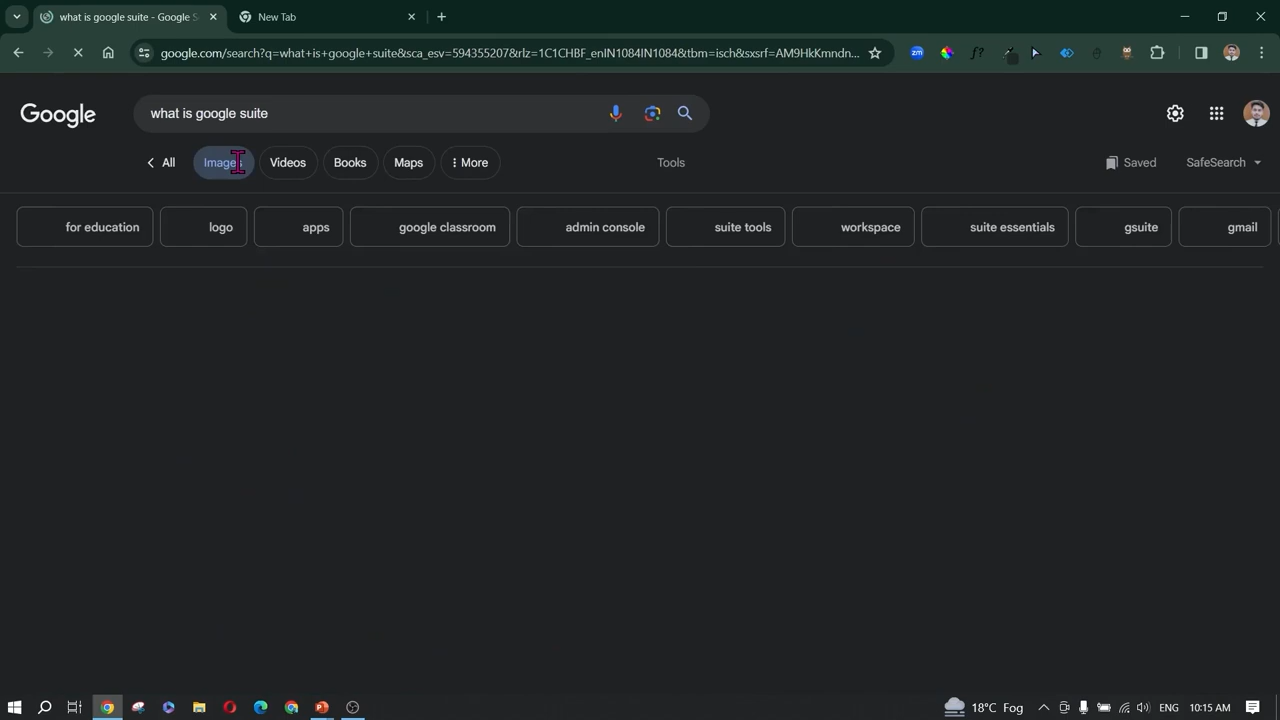 what is google suite - Google S
New Tab
google.com/search?q=what+is+google+suite&sca_esv=594355207&rlz=1C1CHBF_enIN1084IN1084&tbm=isch&sxsrf=AM9HkKmndn...
Google
what is google suite
All
Images
Videos
Books
Maps
More
Tools
Saved
SafeSearch
for education
logo
apps
google classroom
admin console
suite tools
workspace
suite essentials
gsuite
gmail
18°C Fog
ENG
10:15 AM